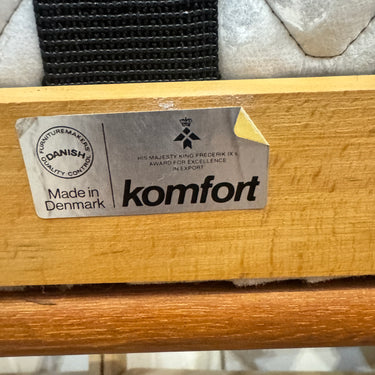 FURNITUREMAKERS'
DANISH
QUALITY CONTROL
Made in
Denmark
HIS MAJESTY KING FREDERIK IX's
AWARD FOR EXCELLENCE
IN EXPORT
komfort